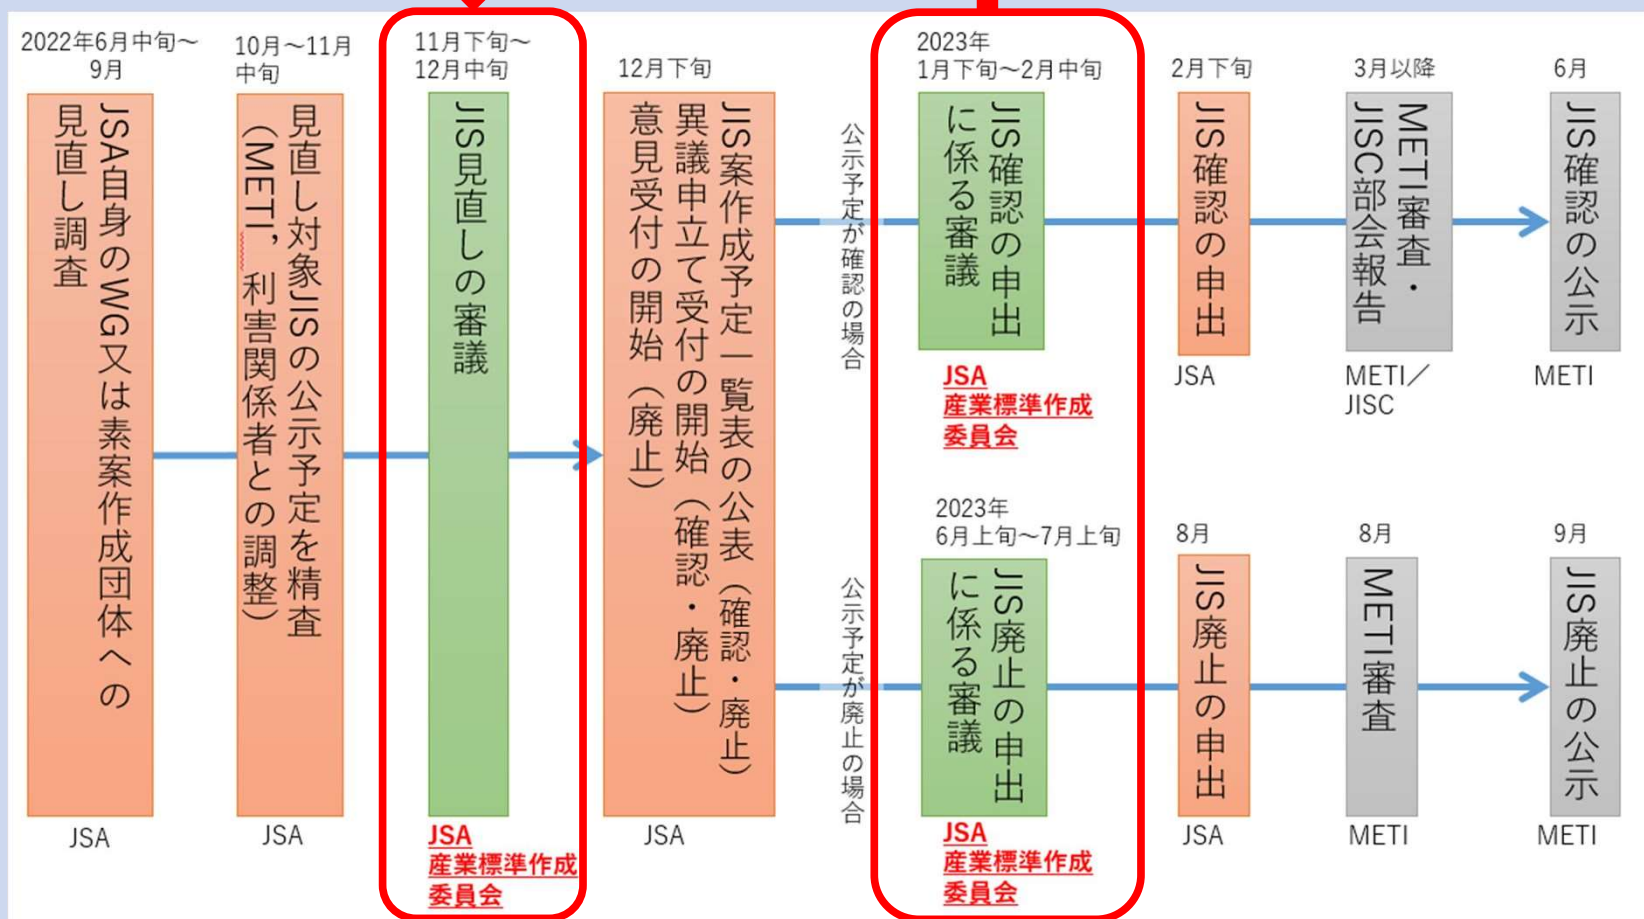 2022年6月中旬～
9月
JSA自身のWG又は素案作成団体への
見直し調査
JSA
10月～11月
中旬
見直し対象JISの公示予定を精査
（METI，利害関係者との調整）
JSA
11月下旬～
12月中旬
JIS見直しの審議
JSA
産業標準作成
委員会
12月下旬
JIS案作成予定一覧表の公表（確認・廃止）
異議申立て受付の開始（確認・廃止）
意見受付の開始（廃止）
JSA
公示予定が確認の場合
2023年
1月下旬～2月中旬
JIS確認の申出
に係る審議
JSA
産業標準作成
委員会
2月下旬
JIS確認の申出
JSA
3月以降
METI審査・
JISC部会報告
METI／
JISC
6月
JIS確認の公示
METI
公示予定が廃止の場合
2023年
6月上旬～7月上旬
JIS廃止の申出
に係る審議
JSA
産業標準作成
委員会
8月
JIS廃止の申出
JSA
8月
METI審査
METI
9月
JIS廃止の公示
METI